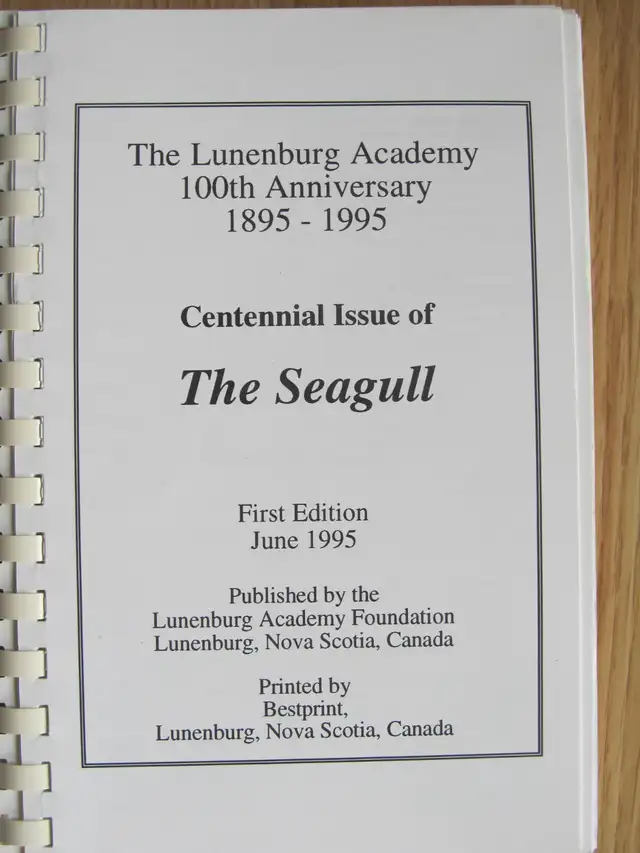 The Lunenburg Academy
100th Anniversary
1895 - 1995
Centennial Issue of
The Seagull
First Edition
June 1995
Published by the
Lunenburg Academy Foundation
Lunenburg, Nova Scotia, Canada
Printed by
Bestprint,
Lunenburg, Nova Scotia, Canada